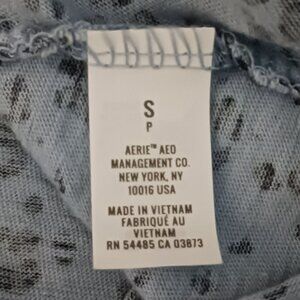 S
P
AERIE™ AEO
MANAGEMENT CO.
NEW YORK, NY
10016 USA
MADE IN VIETNAM
FABRIQUÉ AU
VIETNAM
RN 54485 CA 03873